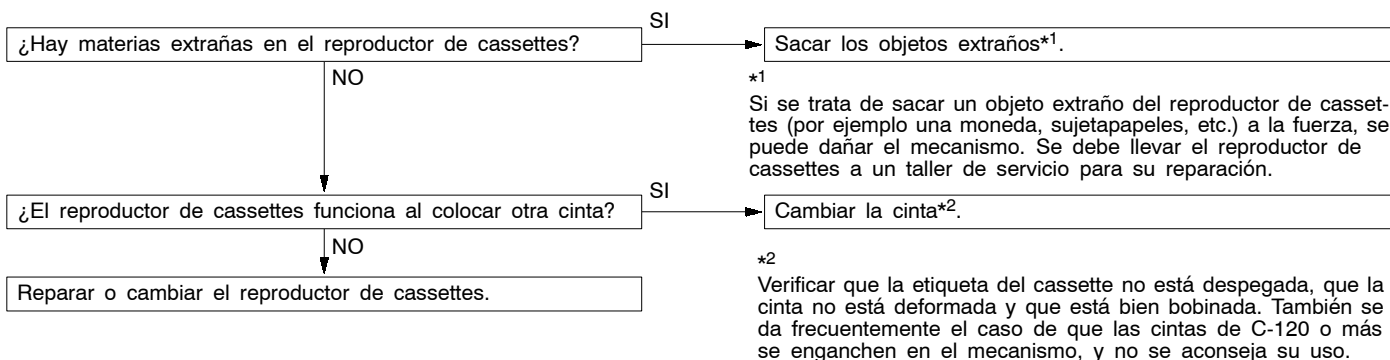 ¿Hay materias extrañas en el reproductor de cassettes?
SI
Sacar los objetos extraños*1.
NO
*1
Si se trata de sacar un objeto extraño del reproductor de casset-
tes (por ejemplo una moneda, sujetapapeles, etc.) a la fuerza, se
puede dañar el mecanismo. Se debe llevar el reproductor de
cassettes a un taller de servicio para su reparación.
¿El reproductor de cassettes funciona al colocar otra cinta?
SI
Cambiar la cinta*2.
NO
Reparar o cambiar el reproductor de cassettes.
*2
Verificar que la etiqueta del cassette no está despegada, que la
cinta no está deformada y que está bien bobinada. También se
da frecuentemente el caso de que las cintas de C-120 o más
se enganchen en el mecanismo, y no se aconseja su uso.